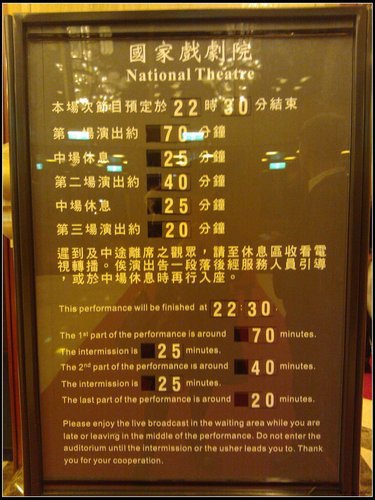 國家戲劇院
National Theatre
本場次節目預定於 22 時 30 分結束
第一場演出約 70 分鐘
中場休息 25 分鐘
第二場演出約 40 分鐘
中場休息 25 分鐘
第三場演出約 20 分鐘
遲到及中途離席之觀眾，請至休息區收看電
視轉播。俟演出告一段落後經服務人員引導
，或於中場休息時再行入座。
This performance will be finished at 22:30.
The 1st part of the performance is around 70 minutes.
The intermission is 25 minutes.
The 2nd part of the performance is around 40 minutes.
The intermission is 25 minutes.
The last part of the performance is around 20 minutes.
Please enjoy the live broadcast in the waiting area while you are
late or leaving in the middle of the performance. Do not enter the
auditorium until the intermission or the usher leads you to. Thank
you for your cooperation.